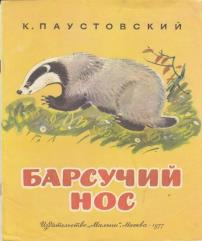 К. ПАУСТОВСКИЙ
БАРСУЧИЙ
НОС
Издательство „Малыш“. Москва - 1977